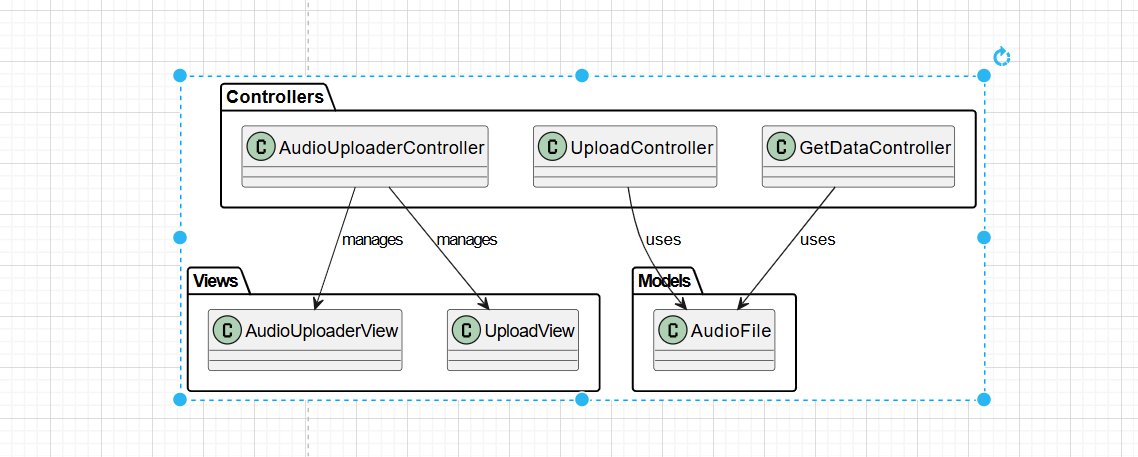 Controllers
C AudioUploaderController
C UploadController
C GetDataController
manages
manages
uses
uses
Views
Models
C AudioUploaderView
C UploadView
C AudioFile